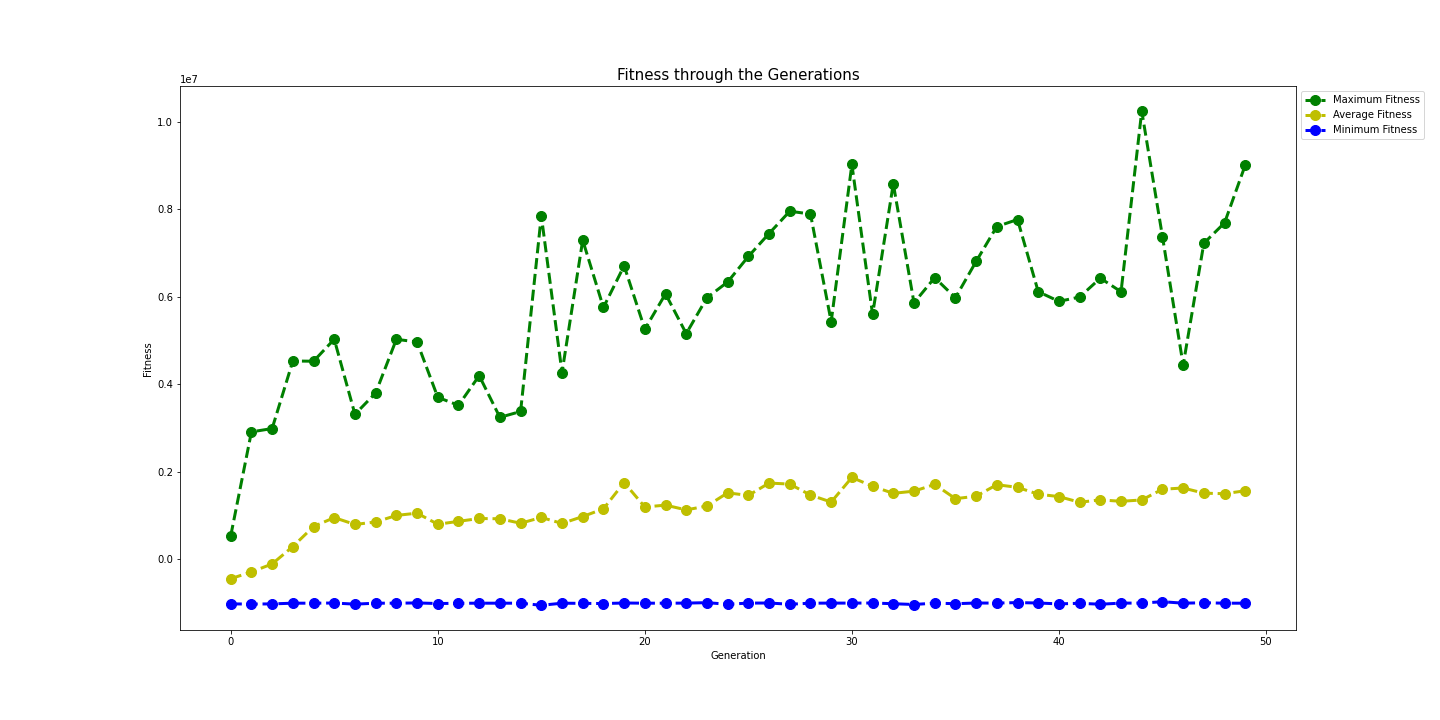 Fitness through the Generations
1e7
Maximum Fitness
Average Fitness
Minimum Fitness
1.0
0.8
0.6
0.4
0.2
0.0
Fitness
0 10 20 30 40 50
Generation